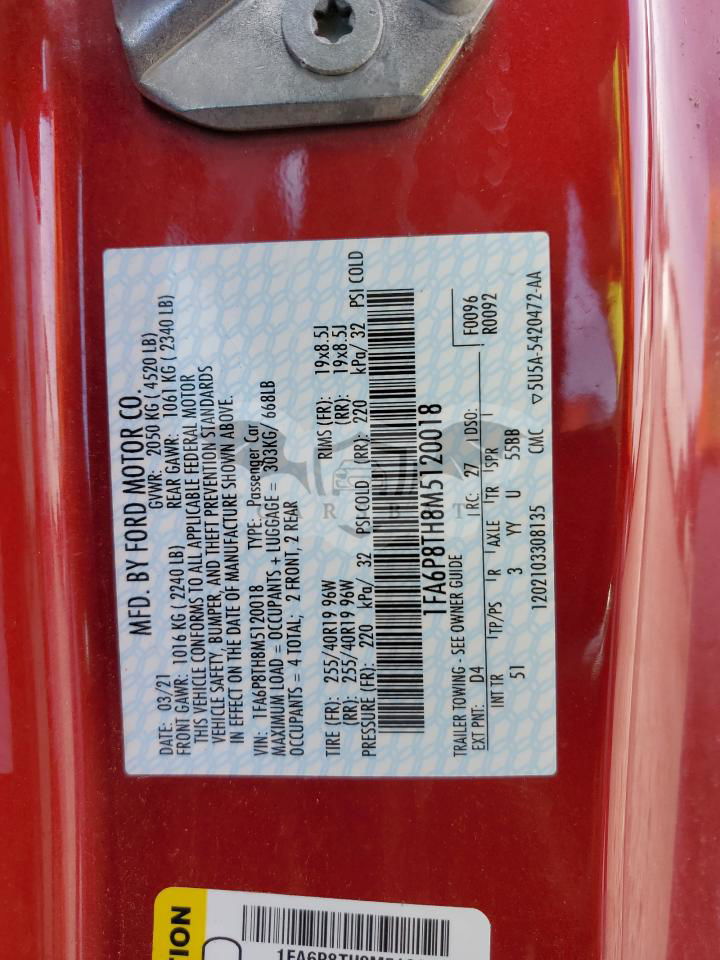 MFD. BY FORD MOTOR CO.
DATE: 03/21 GVWR: 2050 KG ( 4520 LB)
FRONT GAWR: 1016 KG ( 2240 LB) REAR GAWR: 1061 KG ( 2340 LB)
THIS VEHICLE CONFORMS TO ALL APPLICABLE FEDERAL MOTOR
VEHICLE SAFETY, BUMPER, AND THEFT PREVENTION STANDARDS
IN EFFECT ON THE DATE OF MANUFACTURE SHOWN ABOVE.
VIN: 1FA6P8TH8M5120018 TYPE: Passenger Car
MAXIMUM LOAD = OCCUPANTS + LUGGAGE = 303KG/ 668LB
OCCUPANTS = 4 TOTAL; 2 FRONT, 2 REAR
TIRE (FR): 255/40R19 96W RIMS (FR): 19x8.5J
(RR): 255/40R19 96W (RR): 19x8.5J
PRESSURE (FR): 220 kPa/ 32 PSI COLD (RR): 220 kPa/ 32 PSI COLD
1FA6P8TH8M5120018
TRAILER TOWING - SEE OWNER GUIDE F0096
EXT PNT: D4 RC: 27 DSO: R0092
INT TR TP/PS R AXLE TR SPR
51 3 YY U 55BB
1202103308135 CMC ▽5U5A-5420472-AA